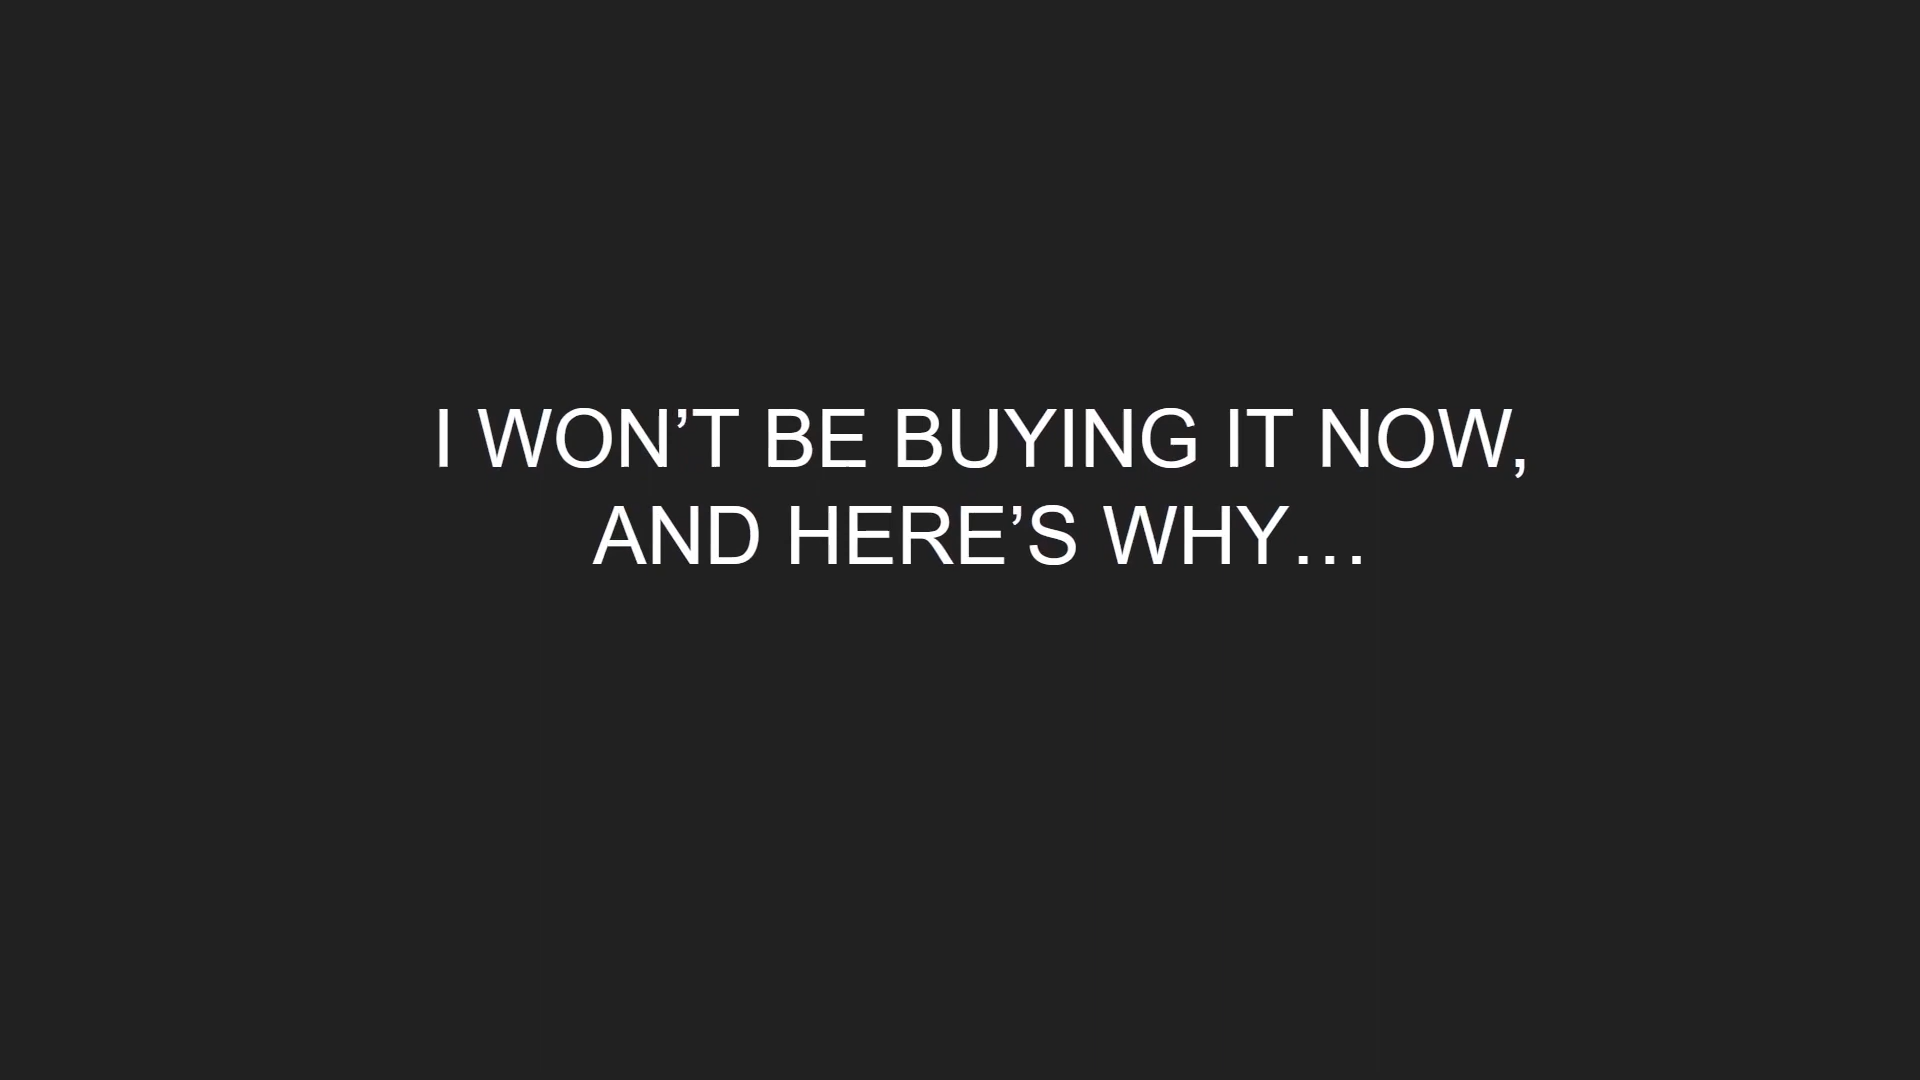 I WON’T BE BUYING IT NOW,
AND HERE’S WHY…